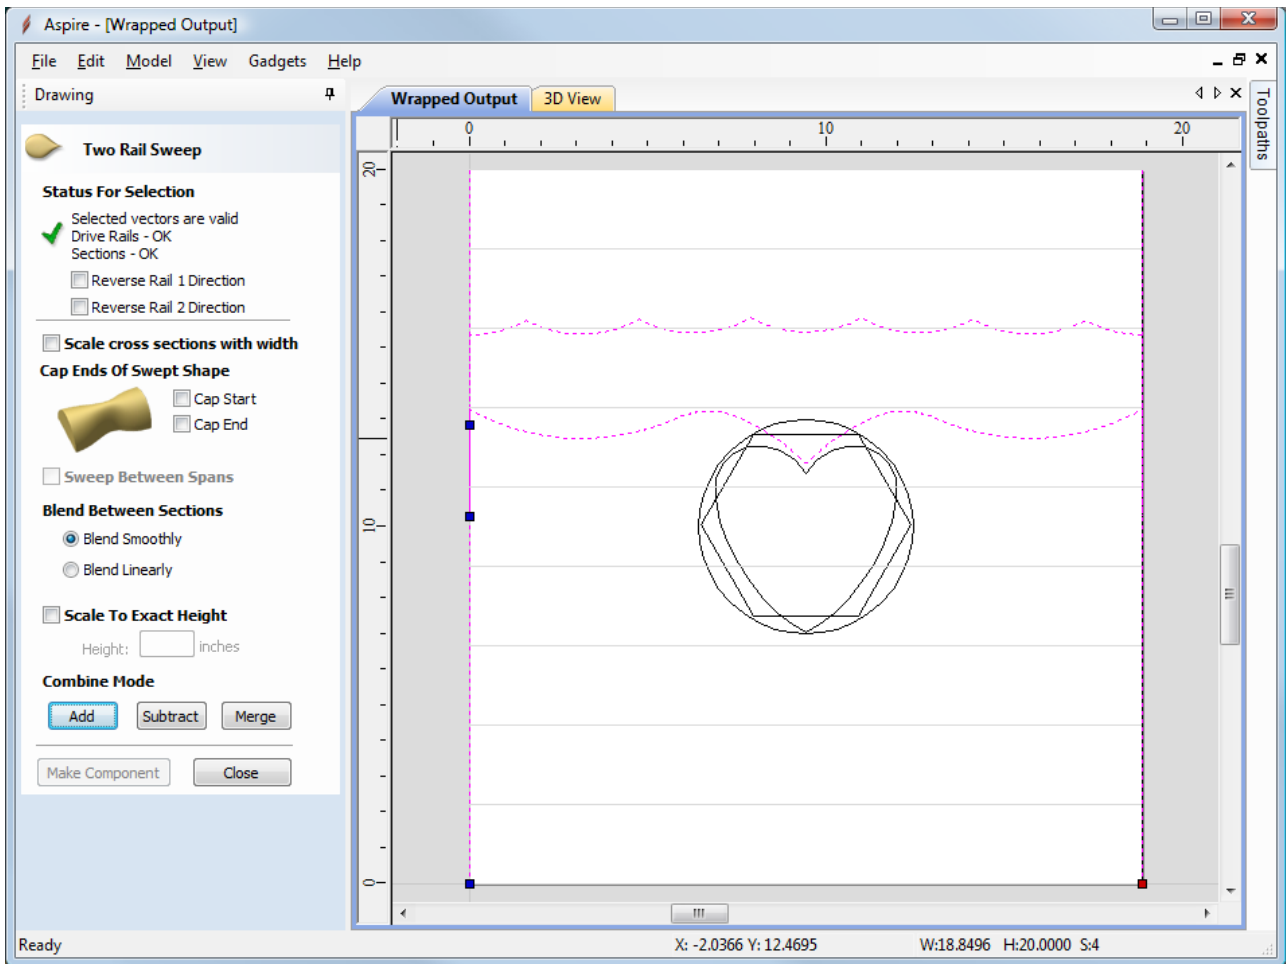 Aspire - [Wrapped Output]
File Edit Model View Gadgets Help
Drawing
Wrapped Output 3D View
Toolpaths
Two Rail Sweep
Status For Selection
Selected vectors are valid
Drive Rails - OK
Sections - OK
Reverse Rail 1 Direction
Reverse Rail 2 Direction
Scale cross sections with width
Cap Ends Of Swept Shape
Cap Start
Cap End
Sweep Between Spans
Blend Between Sections
Blend Smoothly
Blend Linearly
Scale To Exact Height
Height: inches
Combine Mode
Add Subtract Merge
Make Component Close
0 10 20
20
10
0
Ready X: -2.0366 Y: 12.4695 W:18.8496 H:20.0000 S:4